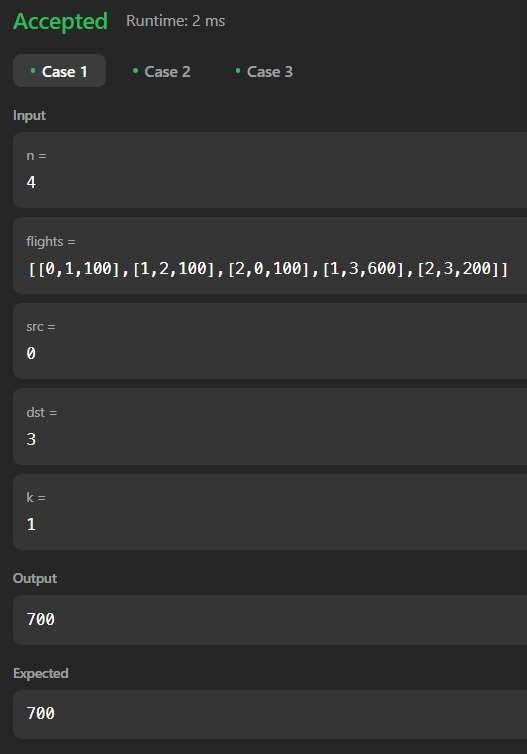 Accepted Runtime: 2 ms
• Case 1 • Case 2 • Case 3
Input
n =
4
flights =
[[0,1,100],[1,2,100],[2,0,100],[1,3,600],[2,3,200]]
src =
0
dst =
3
k =
1
Output
700
Expected
700